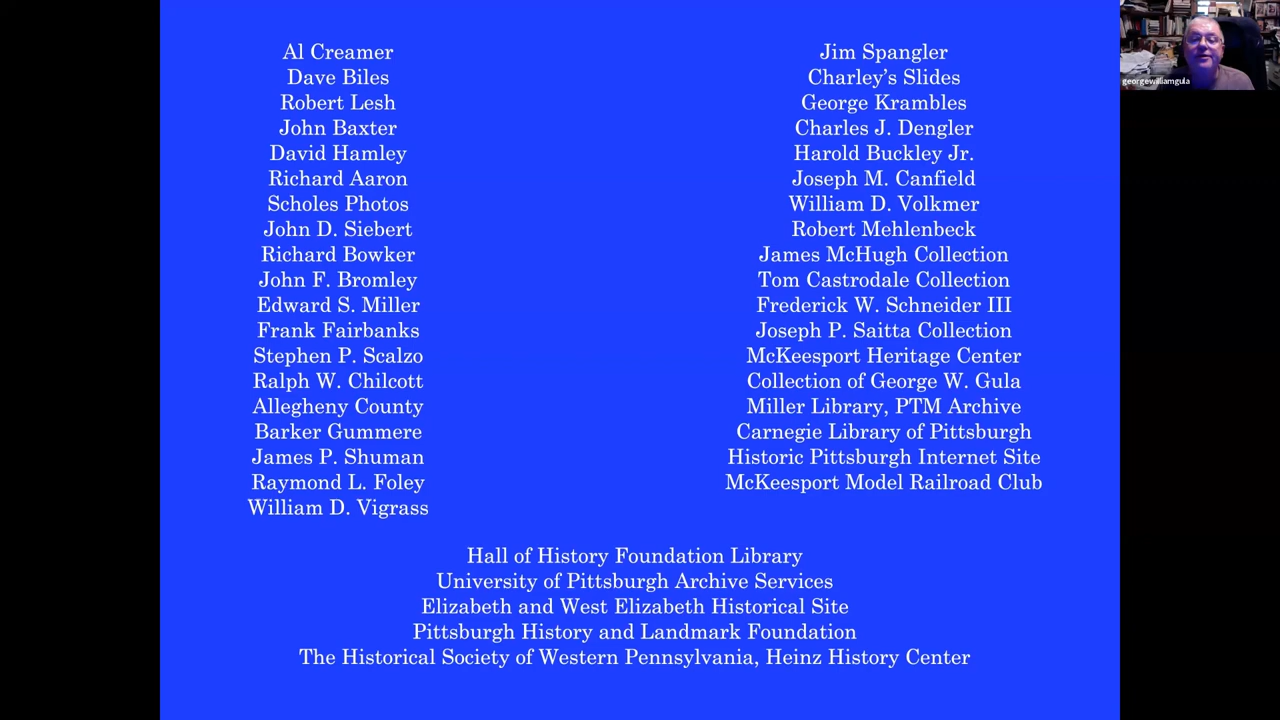 Al Creamer
Dave Biles
Robert Lesh
John Baxter
David Hamley
Richard Aaron
Scholes Photos
John D. Siebert
Richard Bowker
John F. Bromley
Edward S. Miller
Frank Fairbanks
Stephen P. Scalzo
Ralph W. Chilcott
Allegheny County
Barker Gummere
James P. Shuman
Raymond L. Foley
William D. Vigrass
Jim Spangler
Charley’s Slides
George Krambles
Charles J. Dengler
Harold Buckley Jr.
Joseph M. Canfield
William D. Volkmer
Robert Mehlenbeck
James McHugh Collection
Tom Castrodale Collection
Frederick W. Schneider III
Joseph P. Saitta Collection
McKeesport Heritage Center
Collection of George W. Gula
Miller Library, PTM Archive
Carnegie Library of Pittsburgh
Historic Pittsburgh Internet Site
McKeesport Model Railroad Club
Hall of History Foundation Library
University of Pittsburgh Archive Services
Elizabeth and West Elizabeth Historical Site
Pittsburgh History and Landmark Foundation
The Historical Society of Western Pennsylvania, Heinz History Center
georgewilliamgula